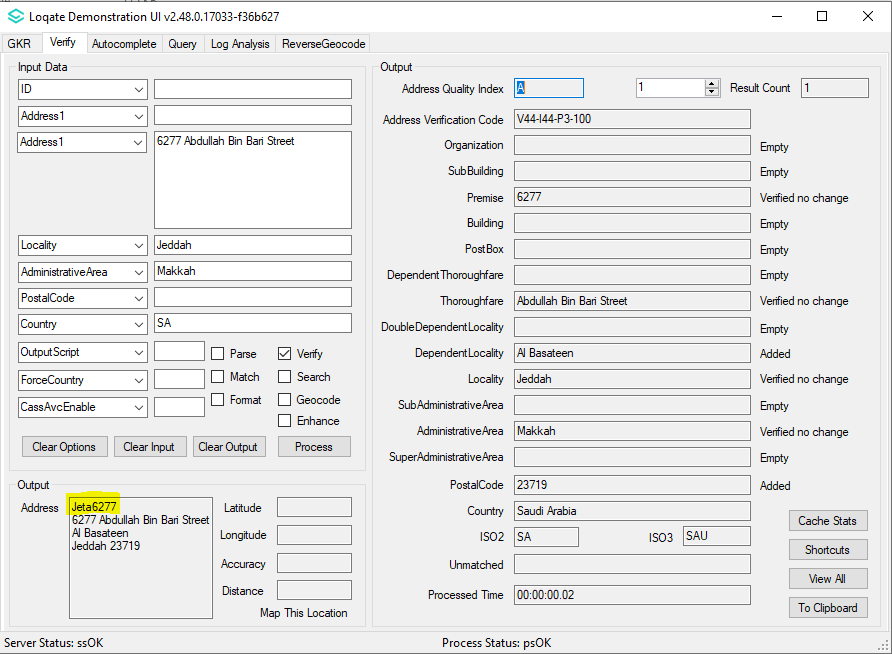 Loqate Demonstration UI v2.48.0.17033-f36b627
GKR Verify Autocomplete Query Log Analysis ReverseGeocode
Input Data
ID
Address1
Address1 6277 Abdullah Bin Bari Street
Locality Jeddah
AdministrativeArea Makkah
PostalCode
Country SA
OutputScript Parse Verify
ForceCountry Match Search
CassAvcEnable Format Geocode
Enhance
Clear Options Clear Input Clear Output Process
Output
Address Jeta6277
6277 Abdullah Bin Bari Street
Al Basateen
Jeddah 23719
Latitude
Longitude
Accuracy
Distance
Map This Location
Output
Address Quality Index A 1 Result Count 1
Address Verification Code V44-I44-P3-100
Organization Empty
SubBuilding Empty
Premise 6277 Verified no change
Building Empty
PostBox Empty
DependentThoroughfare Empty
Thoroughfare Abdullah Bin Bari Street Verified no change
DoubleDependentLocality Empty
DependentLocality Al Basateen Added
Locality Jeddah Verified no change
SubAdministrativeArea Empty
AdministrativeArea Makkah Verified no change
SuperAdministrativeArea Empty
PostalCode 23719 Added
Country Saudi Arabia
ISO2 SA ISO3 SAU
Unmatched
Processed Time 00:00:00.02
Cache Stats
Shortcuts
View All
To Clipboard
Server Status: ssOK Process Status: psOK